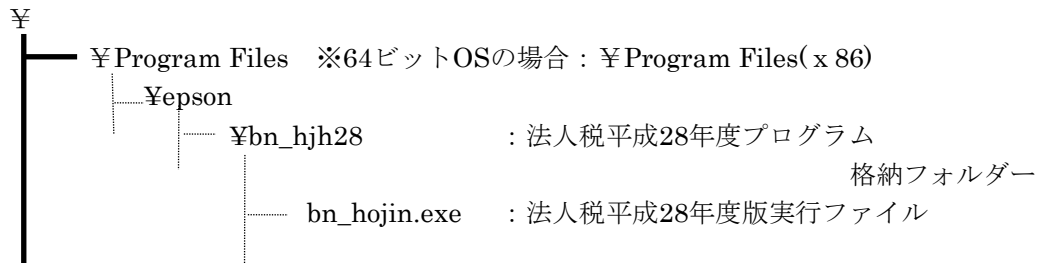 ¥
¥Program Files　※64ビットOSの場合：¥Program Files(ｘ86)
¥epson
¥bn_hjh28　：法人税平成28年度プログラム
格納フォルダー
bn_hojin.exe　：法人税平成28年度版実行ファイル